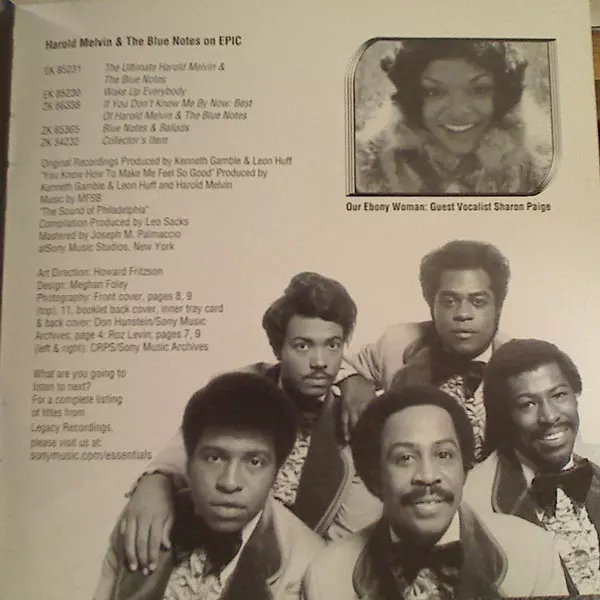 Harold Melvin & The Blue Notes on EPIC
EK 85231 The Ultimate Harold Melvin &
The Blue Notes
EK 85230 Wake Up Everybody
ZK 66338 If You Don't Know Me By Now: Best
Of Harold Melvin & The Blue Notes
ZK 65365 Blue Notes & Ballads
ZK 34232 Collector's Item
Original Recordings Produced by Kenneth Gamble & Leon Huff
"You Know How To Make Me Feel So Good" Produced by
Kenneth Gamble & Leon Huff and Harold Melvin
Music by MFSB
"The Sound of Philadelphia"
Compilation Produced by Leo Sacks
Mastered by Joseph M. Palmaccio
atSony Music Studios, New York
Art Direction: Howard Fritzson
Design: Meghan Foley
Photography: Front cover, pages 8, 9
(top), 11, booklet back cover, inner tray card
& back cover: Don Hunstein/Sony Music
Archives; page 4: Roz Levin; pages 7, 9
(left & right): CRPS/Sony Music Archives
What are you going to
listen to next?
For a complete listing
of titles from
Legacy Recordings,
please visit us at:
sonymusic.com/essentials
Our Ebony Woman: Guest Vocalist Sharon Paige